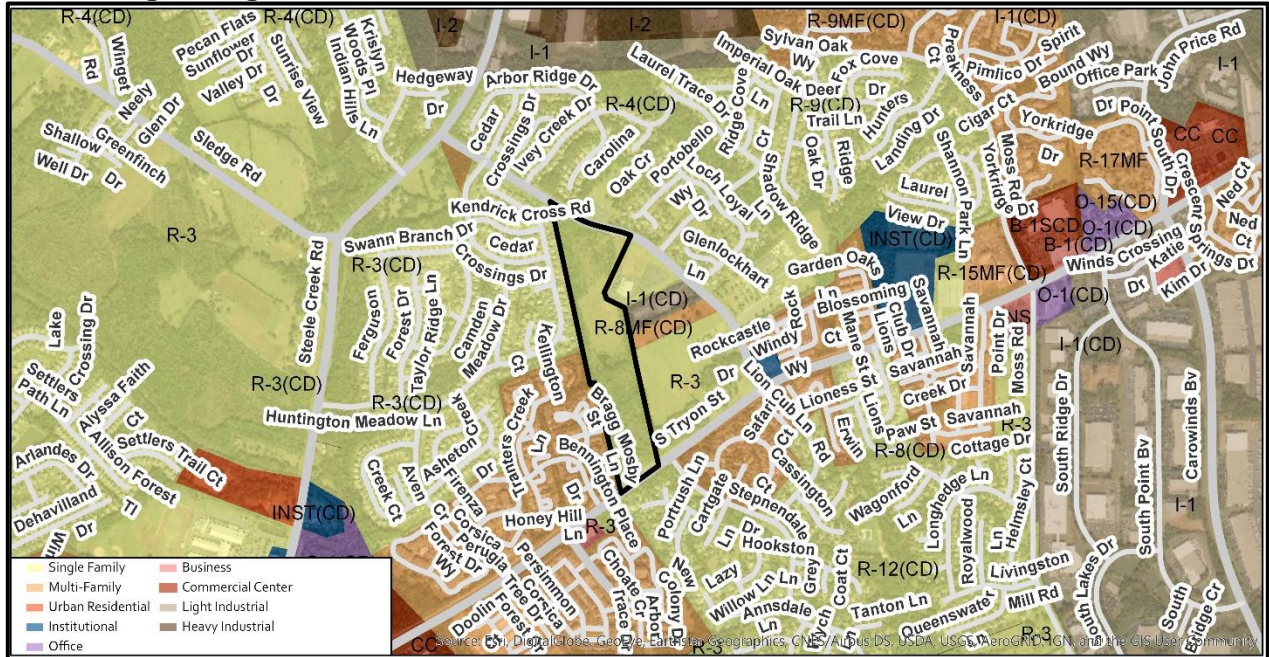 R-4(CD)
R-4(CD)
I-2
I-2
I-1
R-9MF(CD)
I-1(CD)
I-1
Winget
Rd
Pecan Flats
Sunflower
Dr
Valley Dr
Dr
Sunrise View
Indian Hills
Woods Pl
Krislyn
Ln
Hedgeway
Dr
Arbor Ridge Dr
R-4(CD)
Laurel Trace Dr
Imperial Oak
Ridge Cove
Ln
Sylvan Oak
Wy
Deer
Fox Cove
Dr
R-9(CD)
Trail Ln
Hunters
Landing Dr
Preakness
Ct
Pimlico Dr
Spirit
Bound Wy
Office Park
Dr
John Price Rd
Cigar Ct
Yorkridge
Dr
Point
South Dr
R-17MF
CC
CC
Crescent
Springs Dr
Ned Ct
Ned
Ct
Neely
Glen Dr
Shallow
Well Dr
Greenfinch
Dr
Sledge Rd
Cedar
Crossings Dr
Ivey Creek Dr
Carolina
Oak Cr
Portobello
Wy
Dr
Loch Loyal
Ln
Shadow Ridge
Cr
Oak Dr
Ridge
Laurel
View Dr
Shannon Park Ln
Yorkridge
Moss Rd
Dr
B-1SCD
B-1(CD)
O-15(CD)
O-1(CD)
Winds Crossing
Dr
Katie
Kim Dr
R-3
Kendrick Cross Rd
Swann Branch Dr
R-3(CD)
Cedar
Crossings Dr
Glenlockhart
Ln
INST(CD)
Garden Oaks
Ln
R-15MF(CD)
O-1(CD)
NS
I-1(CD)
Steele Creek Rd
Ferguson
Forest Dr
Taylor Ridge Ln
Camden
Meadow Dr
Kellington
Ct
I-1(CD)
R-8MF(CD)
Rockcastle
Dr
Windy
Rock
Wy
Blossoming
Ct
Mane St
Lions
Club Dr
Savannah
Savannah
Savannah
Point Dr
Moss Rd
Lake
Crossing Dr
Settlers
Path Ln
Alyssa Faith
Ct
Allison Forest
Tl
Settlers Trail Ct
Arlandes Dr
Dehavilland
Dr
R-3(CD)
R-3(CD)
Huntington Meadow Ln
R-3
S Tryon St
Lion Club
Ln
Rd
Safari
Ct
Lioness St
Lions
Paw St
Creek Dr
Savannah
Cottage Dr
R-3
Erwin
R-8(CD)
Bragg
Mosby
Ln
St
Bennington Place
Dr
Trauters Creek
Ln
Asheton Creek
Dr
Aven
Ct
Creek Ct
Firenza
Corsica
Forest Dr
Wy
Perugia Tree
Honey Hill
Ln
R-3
Portrush Ln
Cartgate
Ln
Stepnendale
Dr
Ct
Cassington
Wagonford
Ln
Longhedge Ln
Royalwood
Ln
Helmsley Ct
South Ridge Dr
South Point Bv
Carowinds Bv
I-1
INST(CD)
CC
Doolin
Forest
Persimmon
Corsica
Choate Cr
Trace Dr
Arbor
Dr
New
Colony Dr
Lazy
Willow Ln
Hookston
Ln
Annsdale
Ln
Grey
Coat Ct
R-12(CD)
Tanton Ln
Queenswater
Livingston
Mill Rd
R-3
R-3
South Lakes Dr
South
Bridge Cr
Single Family
Multi-Family
Urban Residential
Institutional
Office
Business
Commercial Center
Light Industrial
Heavy Industrial
Source: Esri, DigitalGlobe, GeoEye, Earthstar Geographics, CNES/Airbus DS, USDA, USGS, AeroGRID, IGN, and the GIS User Community